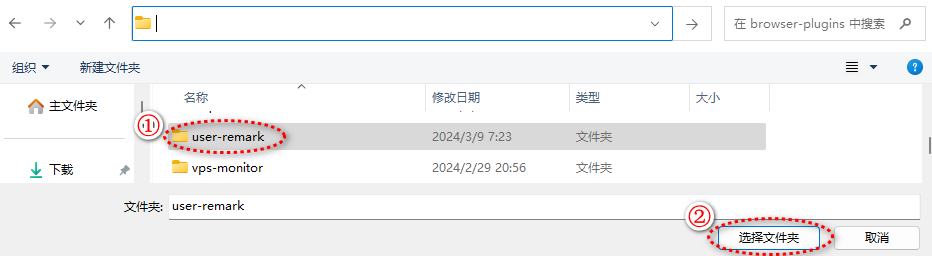 在 browser-plugins 中搜索
组织 新建文件夹 ?
名称 修改日期 类型 大小
主文件夹
① user-remark 2024/3/9 7:23 文件夹
下载 vps-monitor 2024/2/29 20:56 文件夹
文件夹: user-remark
② 选择文件夹 取消